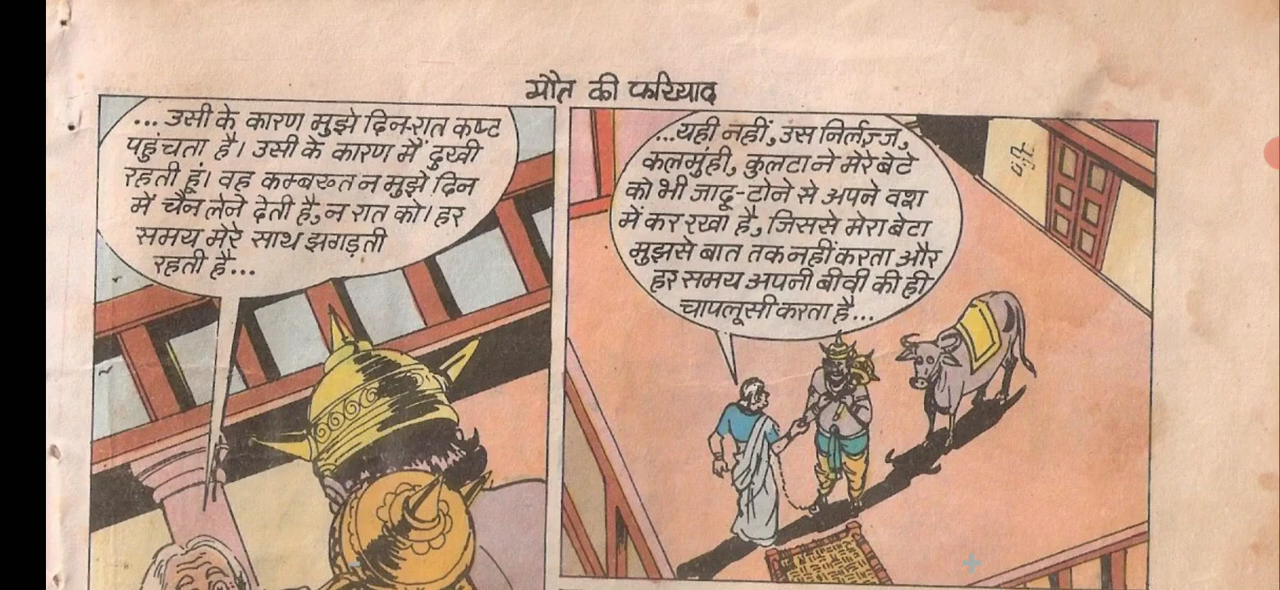 मौत की फरियाद
... उसी के कारण मुझे दिन-रात कष्ट
पहुंचता है। उसी के कारण मैं दुखी
रहती हूं। वह कम्बख्त न मुझे दिन
में चैन लेने देती है, न रात को। हर
समय मेरे साथ झगड़ती
रहती है...
...यही नहीं, उस निर्लज्ज,
कलमुंही, कुलटा ने मेरे बेटे
को भी जादू-टोने से अपने वश
में कर रखा है, जिससे मेरा बेटा
मुझसे बात तक नहीं करता और
हर समय अपनी बीवी की ही
चापलूसी करता है...